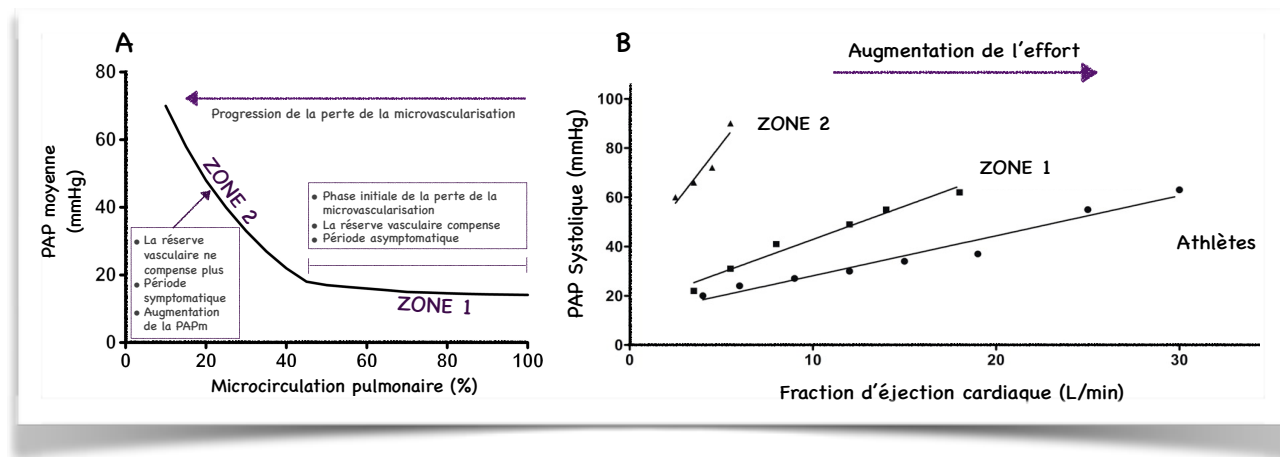 A
PAP moyenne
(mmHg)
80
60
40
20
0
Progression de la perte de la microvascularisation
ZONE 2
• Phase initiale de la perte de la
microvascularisation
• La réserve vasculaire compense
• Période asymptomatique
• La réserve
vasculaire ne
compense plus
• Période
symptomatique
• Augmentation
de la PAPm
ZONE 1
0
20
40
60
80
100
Microcirculation pulmonaire (%)
B
Augmentation de l'effort
PAP Systolique (mmHg)
100
80
60
40
20
0
ZONE 2
ZONE 1
Athlètes
0
10
20
30
Fraction d'éjection cardiaque (L/min)